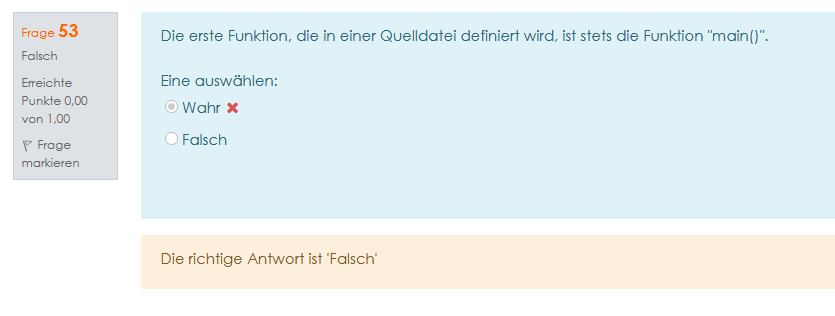 Frage 53
Falsch
Erreichte
Punkte 0,00
von 1,00
Frage
markieren
Die erste Funktion, die in einer Quelldatei definiert wird, ist stets die Funktion "main()".
Eine auswählen:
Wahr
Falsch
Die richtige Antwort ist 'Falsch'